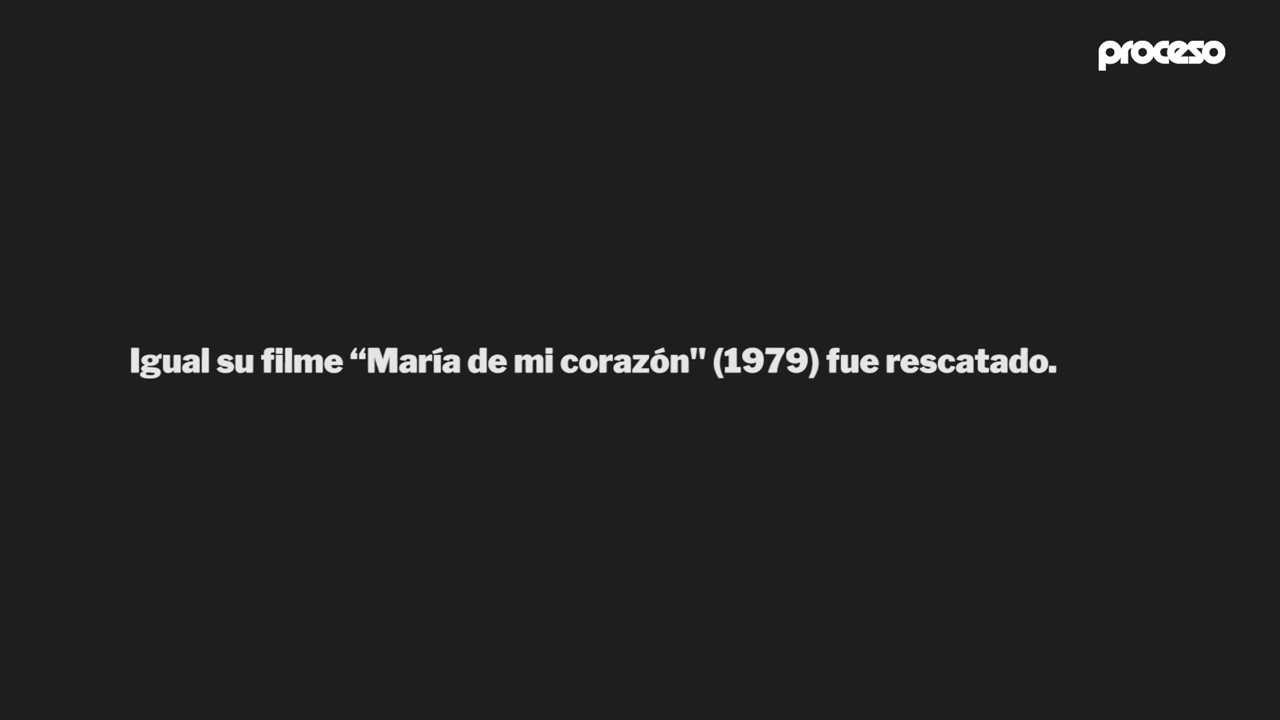 proceso
Igual su filme “María de mi corazón" (1979) fue rescatado.